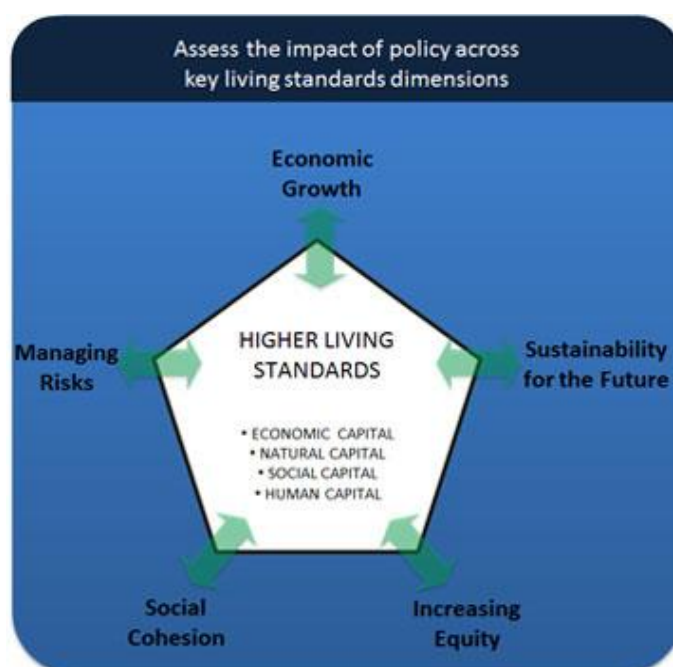 Assess the impact of policy across
key living standards dimensions
Economic
Growth
Managing
Risks
HIGHER LIVING
STANDARDS
Sustainability
for the Future
• ECONOMIC CAPITAL
• NATURAL CAPITAL
• SOCIAL CAPITAL
• HUMAN CAPITAL
Social
Cohesion
Increasing
Equity